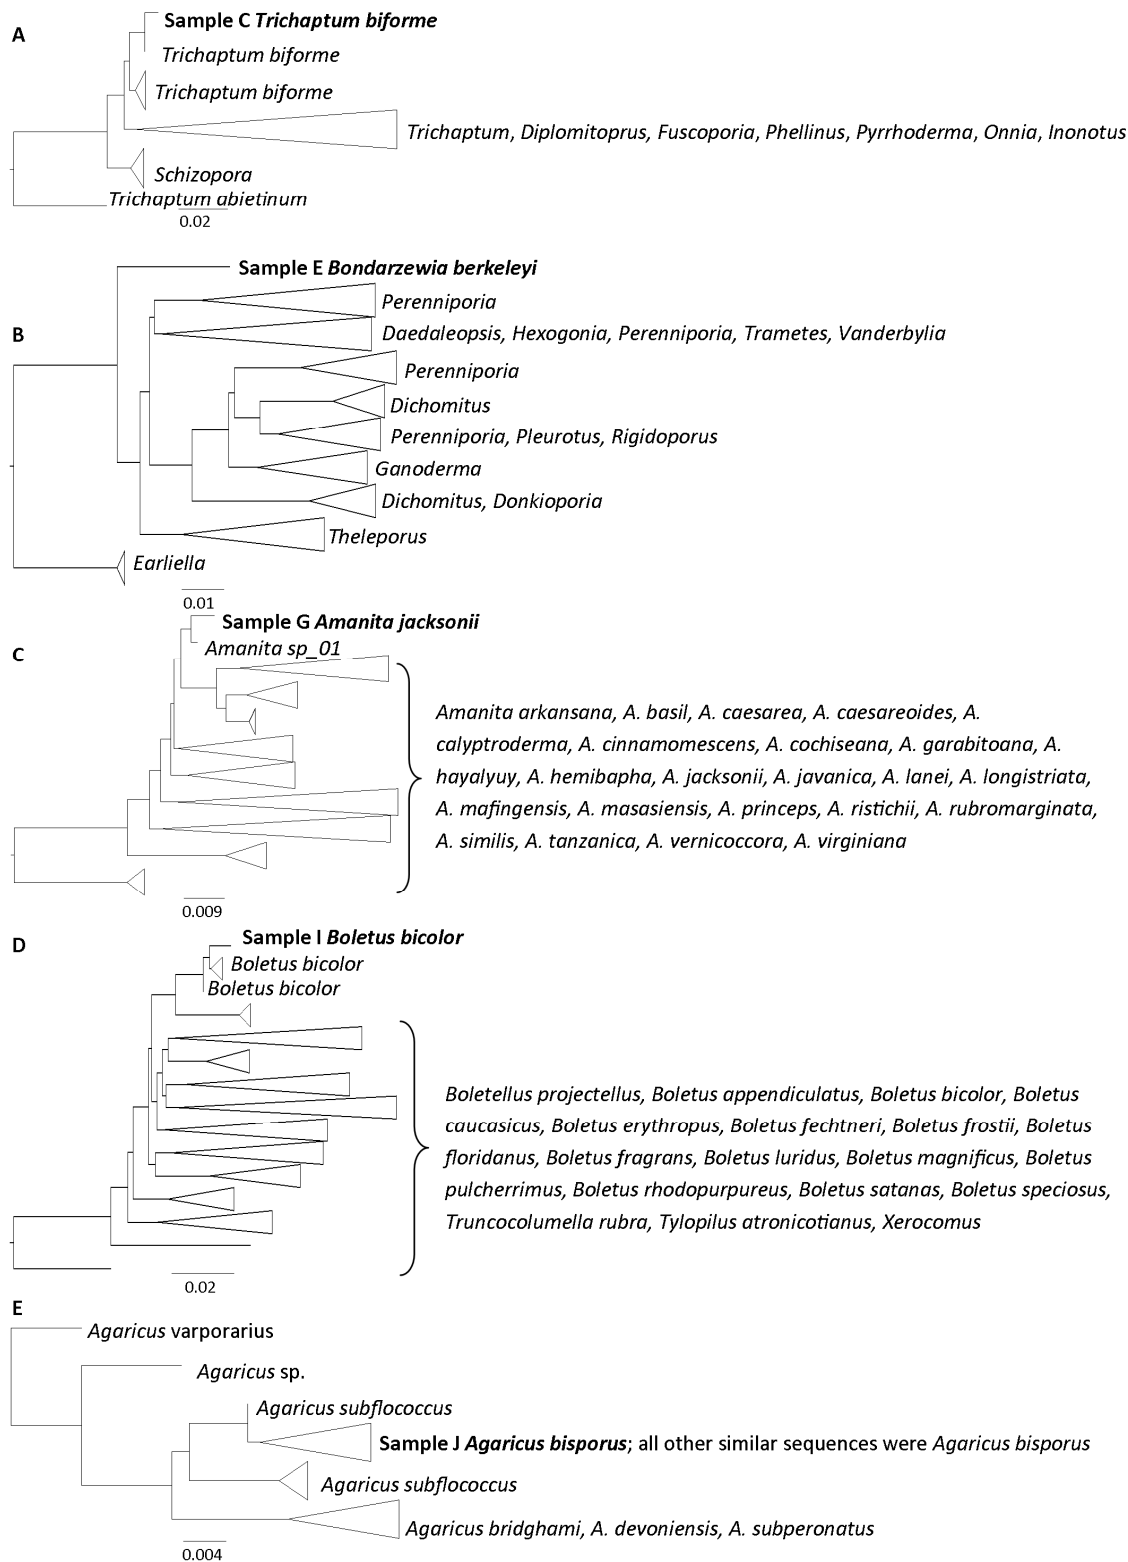 A
Sample C Trichaptum biforme
Trichaptum biforme
Trichaptum biforme
Trichaptum, Diplomitoprus, Fuscoporia, Phellinus, Pyrrhoderma, Onnia, Inonotus
Schizopora
Trichaptum abietinum
0.02
Sample E Bondarzewia berkeleyi
Perenniporia
B
Daedaleopsis, Hexogonia, Perenniporia, Trametes, Vanderbylia
Perenniporia
Dichomitus
Perenniporia, Pleurotus, Rigidoporus
Ganoderma
Dichomitus, Donkioporia
Theleporus
Earliella
0.01
Sample G Amanita jacksonii
C
Amanita sp_01
Amanita arkansana, A. basil, A. caesarea, A. caesareoides, A.
calyptroderma, A. cinnamomescens, A. cochiseana, A. garabitoana, A.
hayalyuy, A. hemibapha, A. jacksonii, A. javanica, A. lanei, A. longistriata,
A. mafingensis, A. masasiensis, A. princeps, A. ristichii, A. rubromarginata,
A. similis, A. tanzanica, A. vernicoccora, A. virginiana
0.009
D
Sample I Boletus bicolor
Boletus bicolor
Boletus bicolor
Boletellus projectellus, Boletus appendiculatus, Boletus bicolor, Boletus
caucasicus, Boletus erythropus, Boletus fechtneri, Boletus frostii, Boletus
floridanus, Boletus fragrans, Boletus luridus, Boletus magnificus, Boletus
pulcherrimus, Boletus rhodopurpureus, Boletus satanas, Boletus speciosus,
Truncocolumella rubra, Tylopilus atronicotianus, Xerocomus
0.02
E
Agaricus varporarius
Agaricus sp.
Agaricus subflococcus
Sample J Agaricus bisporus; all other similar sequences were Agaricus bisporus
Agaricus subflococcus
Agaricus bridghami, A. devoniensis, A. subperonatus
0.004